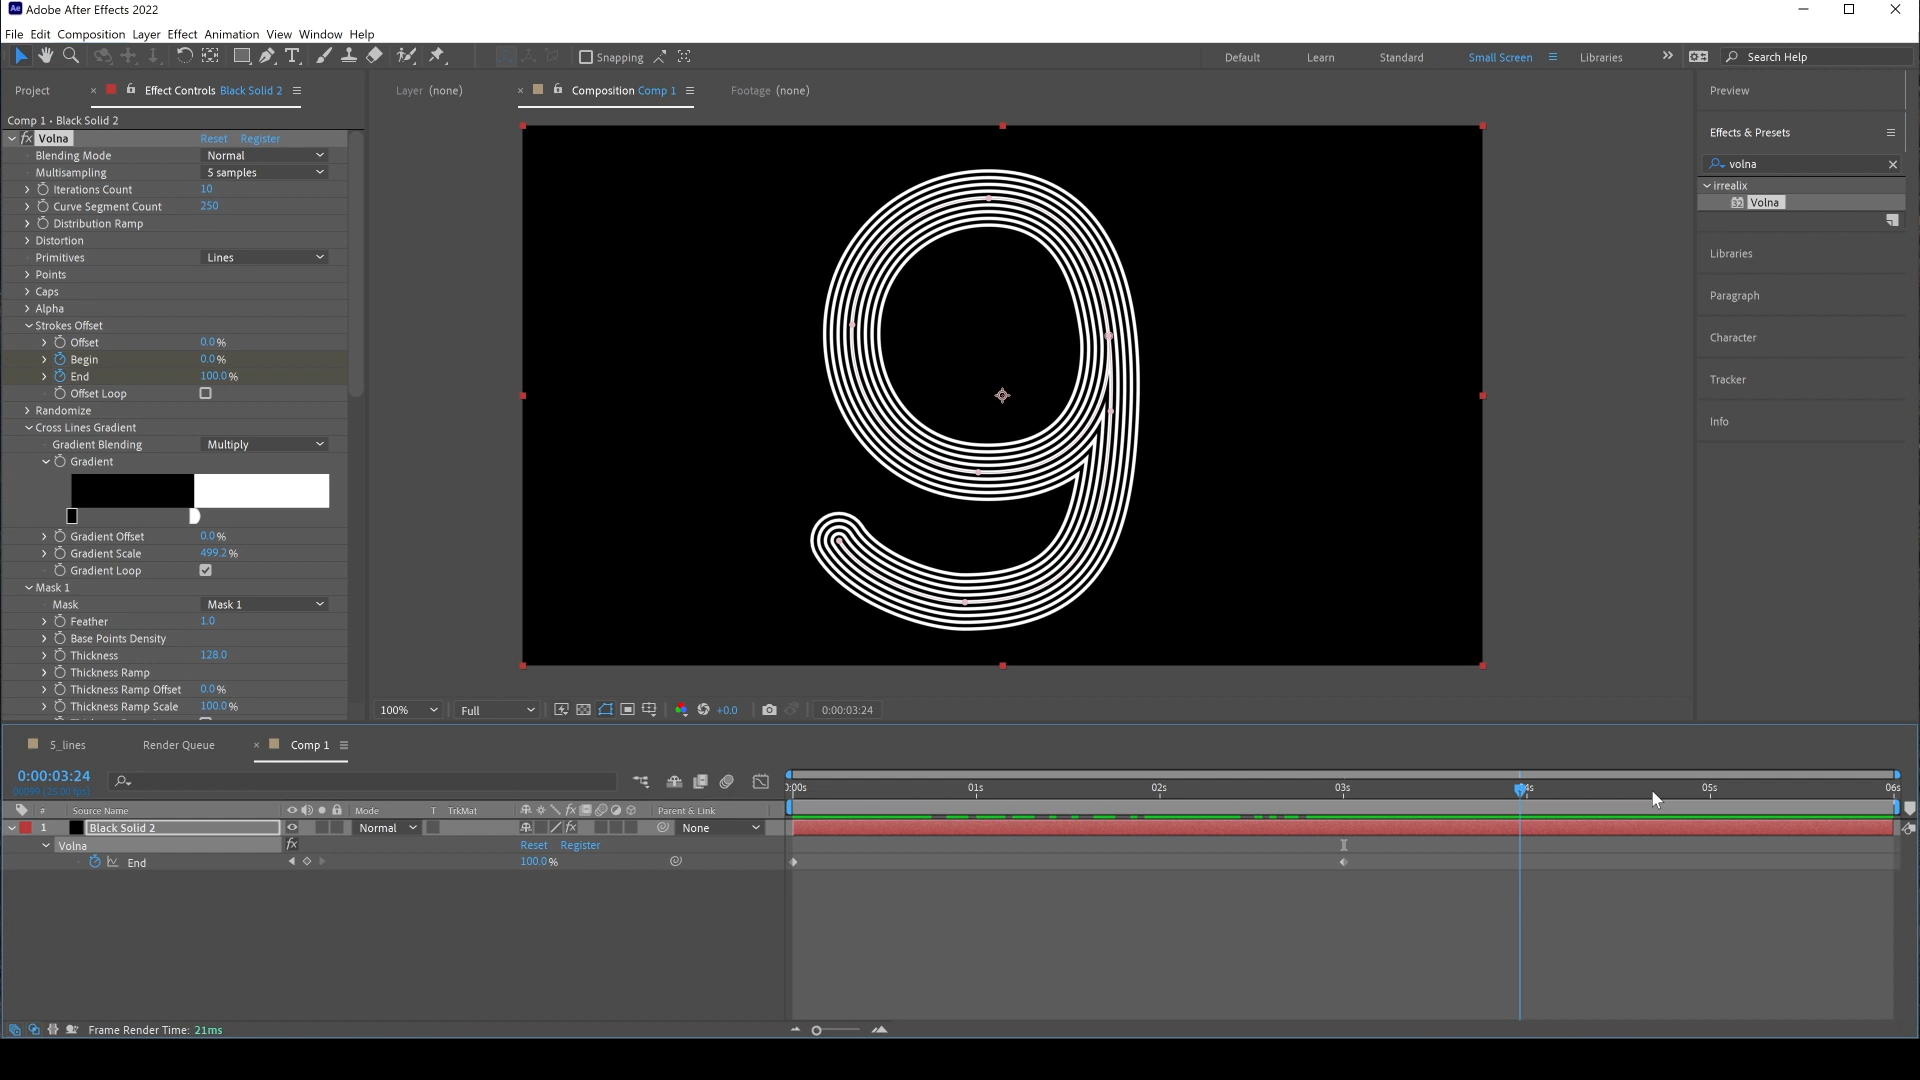 Adobe After Effects 2022
File Edit Composition Layer Effect Animation View Window Help
Snapping
Default Learn Standard Small Screen Libraries Search Help
Project Effect Controls Black Solid 2
Layer (none) Composition Comp 1 Footage (none)
Preview
Comp 1 • Black Solid 2
Effects & Presets
fx Volna Reset Register
Blending Mode Normal
volna
Multisampling 5 samples
irrealix
Iterations Count 10
Volna
Curve Segment Count 250
Distribution Ramp
Distortion
Libraries
Primitives Lines
Points
Caps
Paragraph
Alpha
Strokes Offset
Character
Offset 0.0%
Begin 0.0%
End 100.0%
Tracker
Offset Loop
Randomize
Info
Cross Lines Gradient
Gradient Blending Multiply
Gradient
9
Gradient Offset 0.0%
Gradient Scale 499.2%
Gradient Loop
Mask 1
Mask Mask 1
Feather 1.0
Base Points Density
Thickness 128.0
Thickness Ramp
Thickness Ramp Offset 0.0%
Thickness Ramp Scale 100.0%
100% Full +0.0 0:00:03:24
5_lines Render Queue Comp 1
0:00:03:24
00099 (25.00 fps)
:00s 01s 02s 03s 04s 05s 06s
# Source Name Mode T TrkMat Parent & Link
1 Black Solid 2 Normal None
Volna fx Reset Register
End 100.0%
Frame Render Time: 21ms